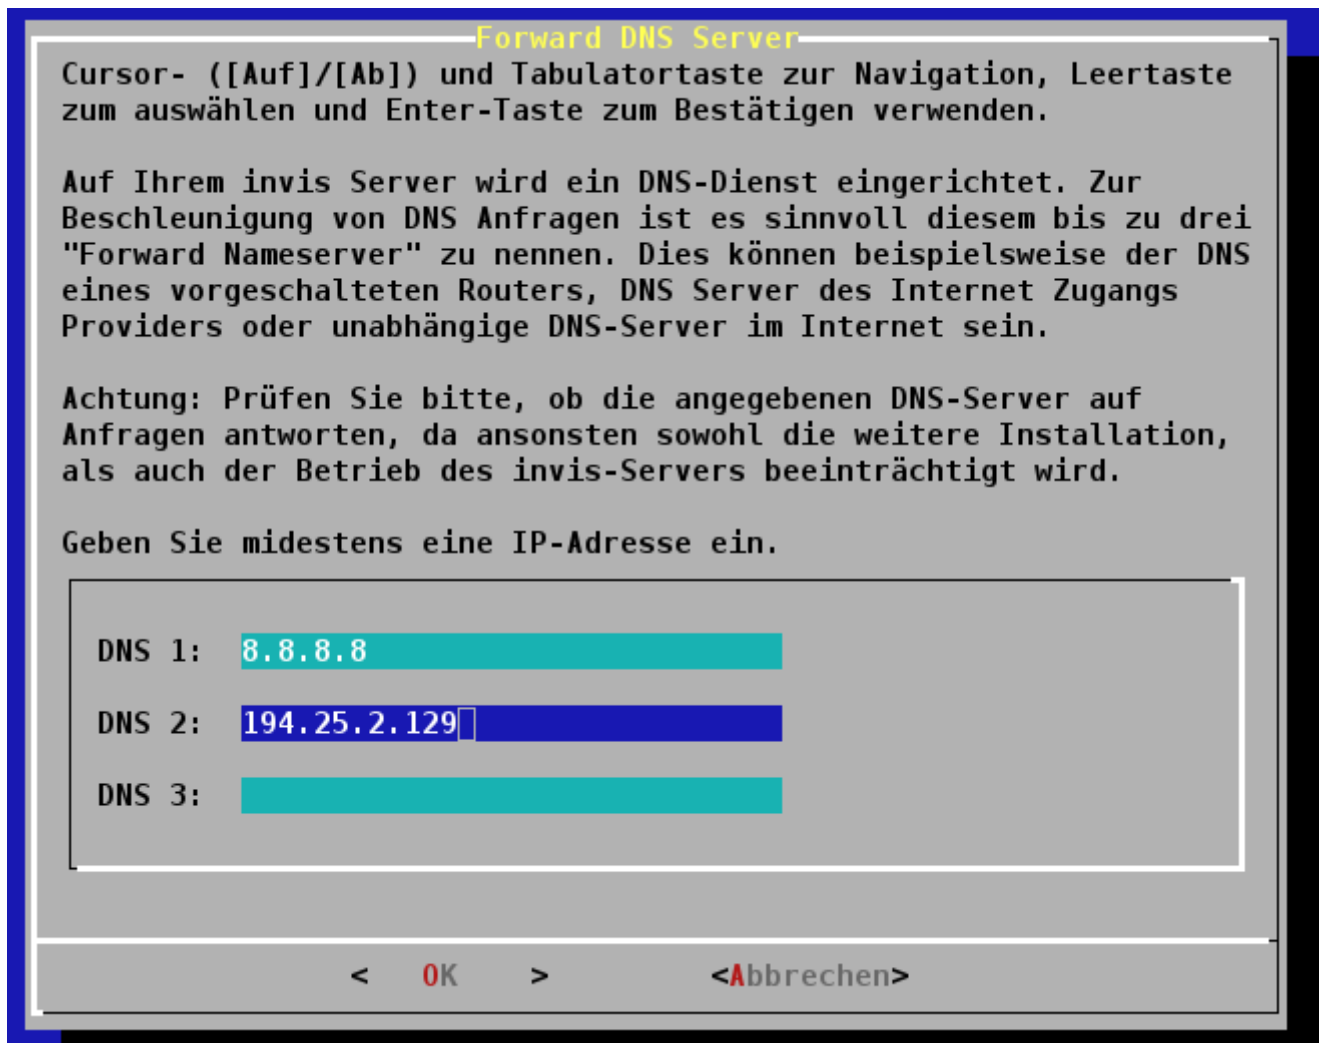 Forward DNS Server
Cursor- ([Auf]/[Ab]) und Tabulatortaste zur Navigation, Leertaste
zum auswählen und Enter-Taste zum Bestätigen verwenden.
Auf Ihrem invis Server wird ein DNS-Dienst eingerichtet. Zur
Beschleunigung von DNS Anfragen ist es sinnvoll diesem bis zu drei
"Forward Nameserver" zu nennen. Dies können beispielsweise der DNS
eines vorgeschalteten Routers, DNS Server des Internet Zugangs
Providers oder unabhängige DNS-Server im Internet sein.
Achtung: Prüfen Sie bitte, ob die angegebenen DNS-Server auf
Anfragen antworten, da ansonsten sowohl die weitere Installation,
als auch der Betrieb des invis-Servers beeinträchtigt wird.
Geben Sie midestens eine IP-Adresse ein.
DNS 1: 8.8.8.8
DNS 2: 194.25.2.129
DNS 3:
< OK > <Abbrechen>